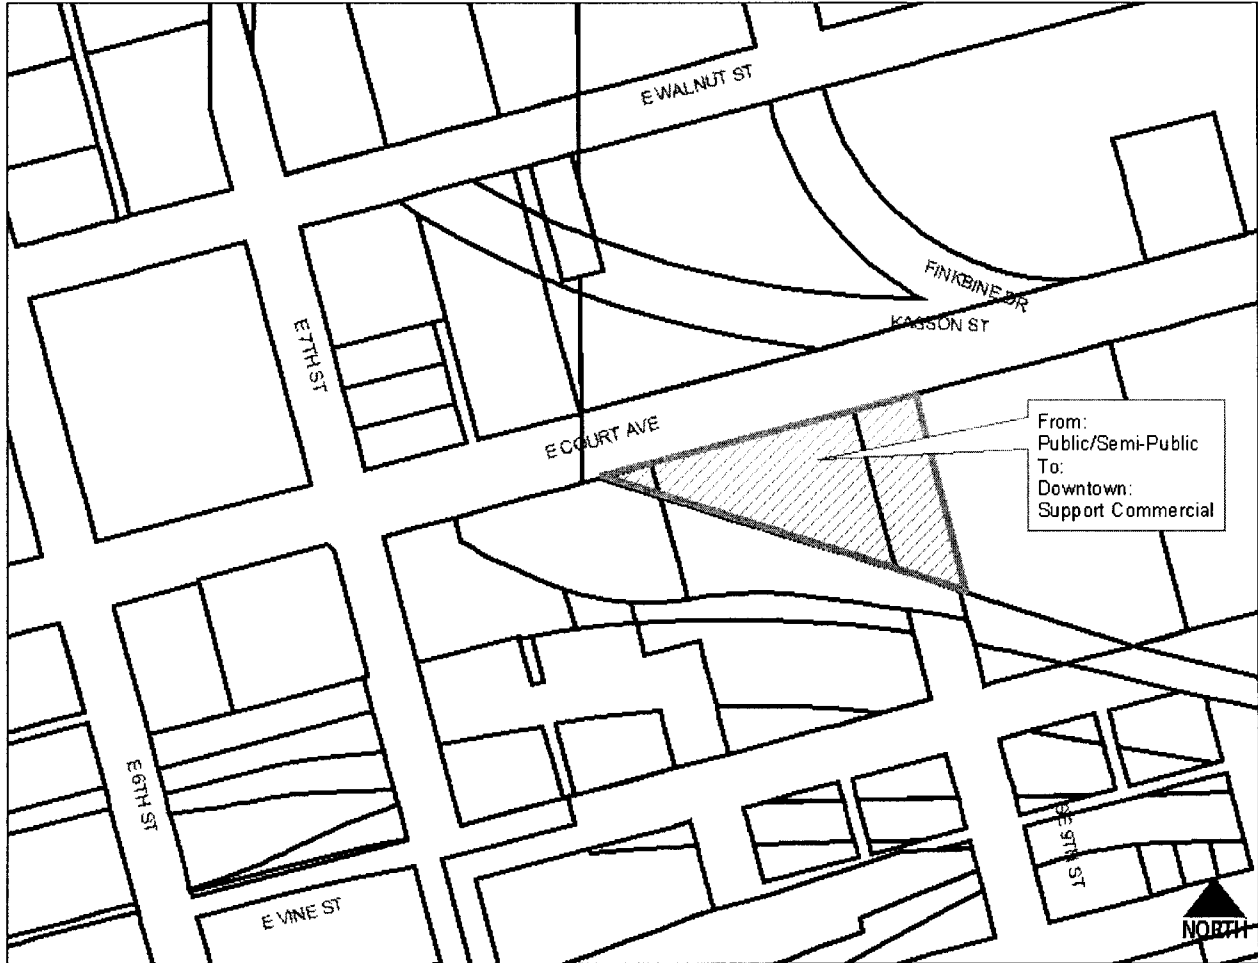 E WALNUT ST
FINKBINE DR
KASSON ST
E 7TH ST
E COURT AVE
From:
Public/Semi-Public
To:
Downtown:
Support Commercial
E 6TH ST
SE 9TH ST
E VINE ST
NORTH